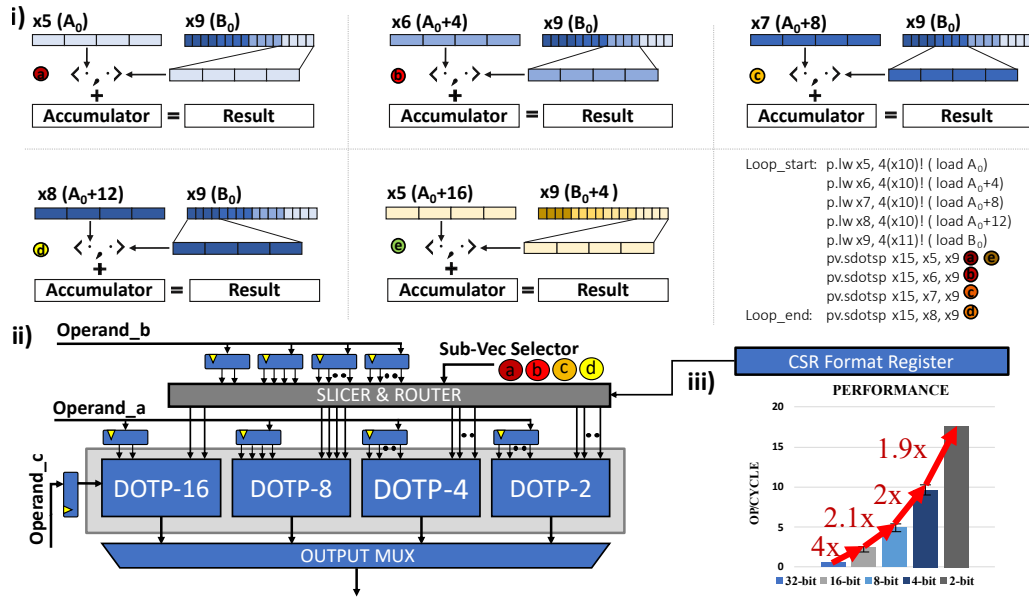 i)
x5 (A₀) x9 (B₀)
a < · , · >
+
Accumulator = Result
x6 (A₀+4) x9 (B₀)
b < · , · >
+
Accumulator = Result
x7 (A₀+8) x9 (B₀)
c < · , · >
+
Accumulator = Result
x8 (A₀+12) x9 (B₀)
d < · , · >
+
Accumulator = Result
x5 (A₀+16) x9 (B₀+4)
e < · , · >
+
Accumulator = Result
Loop_start: p.lw x5, 4(x10)! ( load A₀)
p.lw x6, 4(x10)! ( load A₀+4)
p.lw x7, 4(x10)! ( load A₀+8)
p.lw x8, 4(x10)! ( load A₀+12)
p.lw x9, 4(x11)! ( load B₀)
pv.sdotsp x15, x5, x9 a e
pv.sdotsp x15, x6, x9 b
pv.sdotsp x15, x7, x9 c
Loop_end: pv.sdotsp x15, x8, x9 d
ii)
Operand_b
Sub-Vec Selector
a b c d
SLICER & ROUTER
Operand_a
Operand_c
DOTP-16 DOTP-8 DOTP-4 DOTP-2
OUTPUT MUX
CSR Format Register
iii)
PERFORMANCE
OP/CYCLE
20
15
10
5
0
4x
2.1x
2x
1.9x
32-bit 16-bit 8-bit 4-bit 2-bit